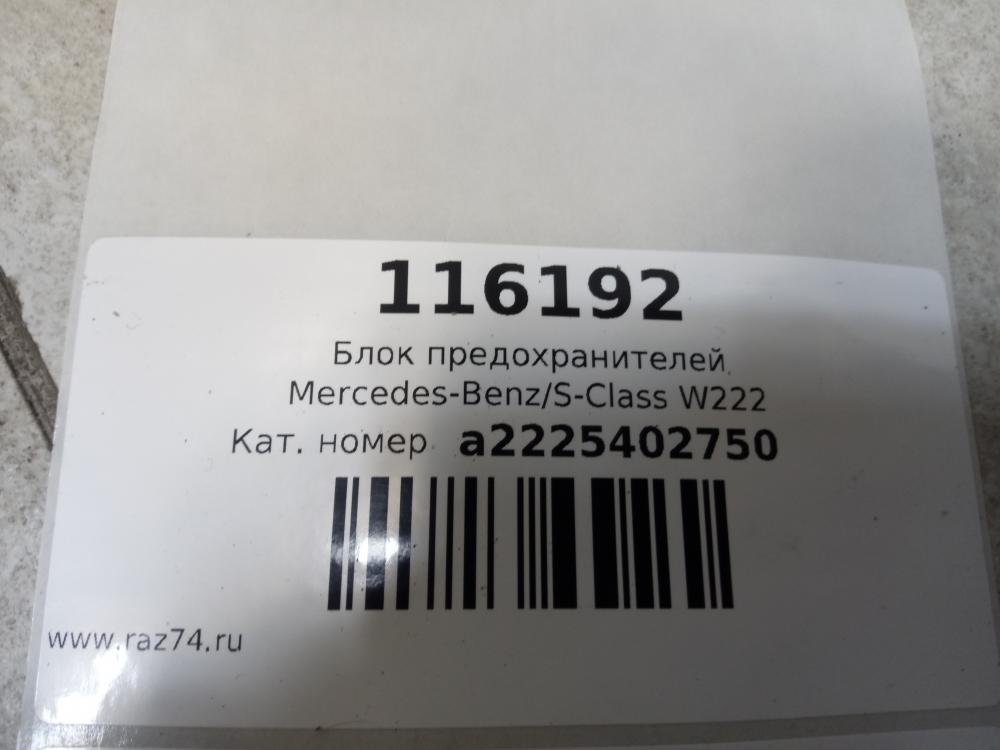 116192
Блок предохранителей
Mercedes-Benz/S-Class W222
Кат. номер a2225402750
www.raz74.ru